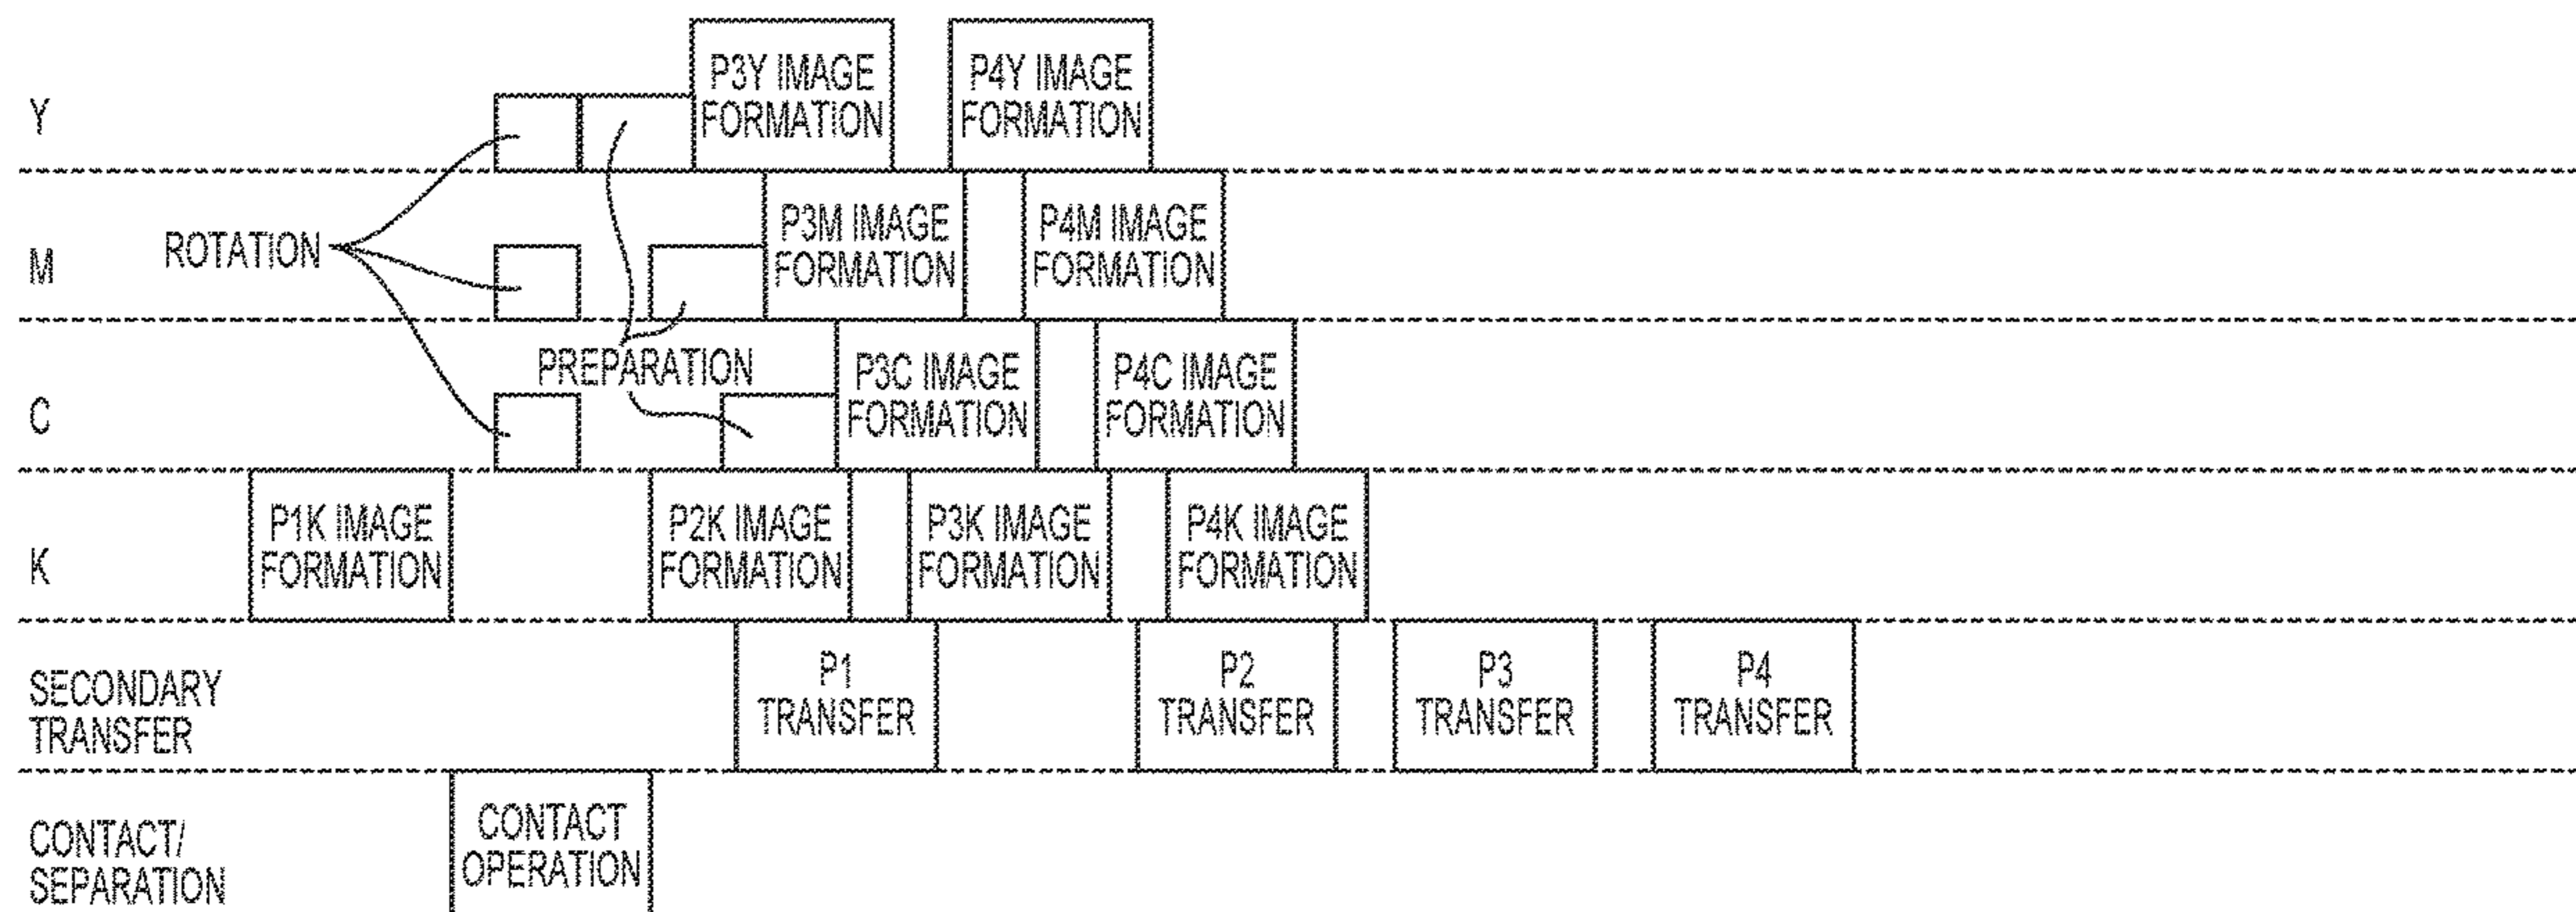 P3Y IMAGE
FORMATION
P4Y IMAGE
FORMATION
Y
P3M IMAGE
FORMATION
P4M IMAGE
FORMATION
ROTATION
M
PREPARATION
P3C IMAGE
FORMATION
P4C IMAGE
FORMATION
C
P1K IMAGE
FORMATION
P2K IMAGE
FORMATION
P3K IMAGE
FORMATION
P4K IMAGE
FORMATION
K
SECONDARY
TRANSFER
P1
TRANSFER
P2
TRANSFER
P3
TRANSFER
P4
TRANSFER
CONTACT/
SEPARATION
CONTACT
OPERATION